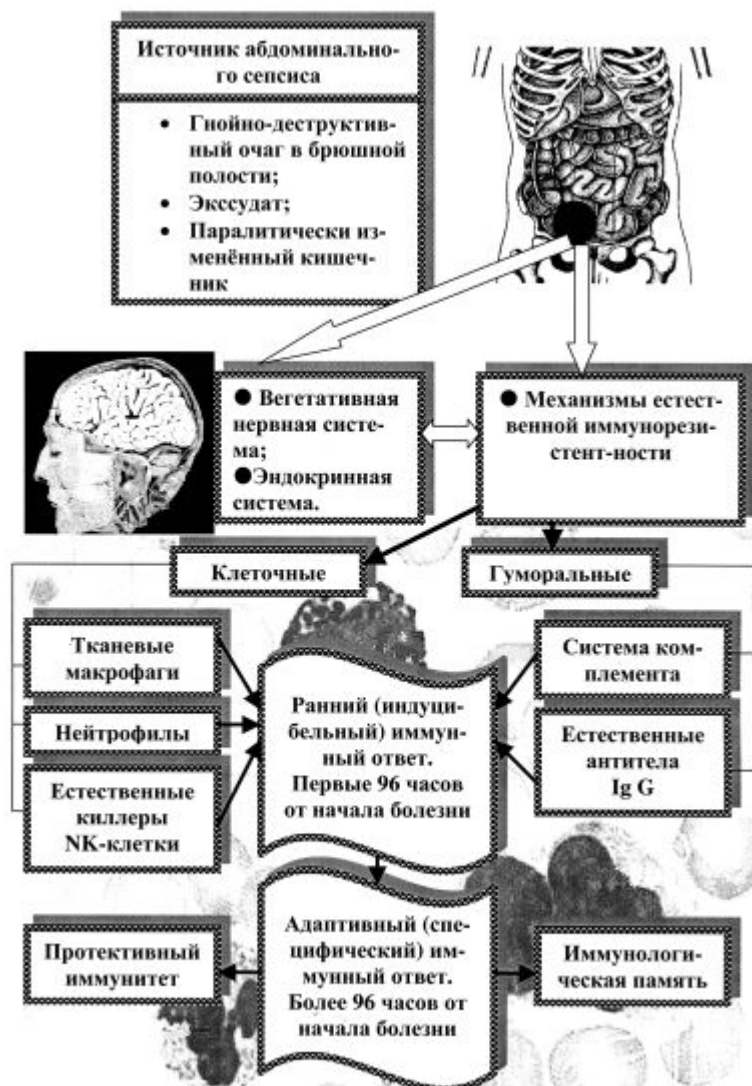 Источник абдоминально-
го сепсиса
• Гнойно-деструктив-
ный очаг в брюшной
полости;
• Экссудат;
• Паралитически из-
менённый кишеч-
ник
● Вегетативная
нервная систе-
ма;
●Эндокринная
система.
● Механизмы естест-
венной иммунорези-
стент-ности
Клеточные
Гуморальные
Тканевые
макрофаги
Нейтрофилы
Естественные
киллеры
NK-клетки
Ранний (индуци-
бельный) иммун-
ный ответ.
Первые 96 часов
от начала болезни
Система ком-
племента
Естественные
антитела
Ig G
Протективный
иммунитет
Адаптивный (спе-
цифический) им-
мунный ответ.
Более 96 часов от
начала болезни
Иммунологи-
ческая память